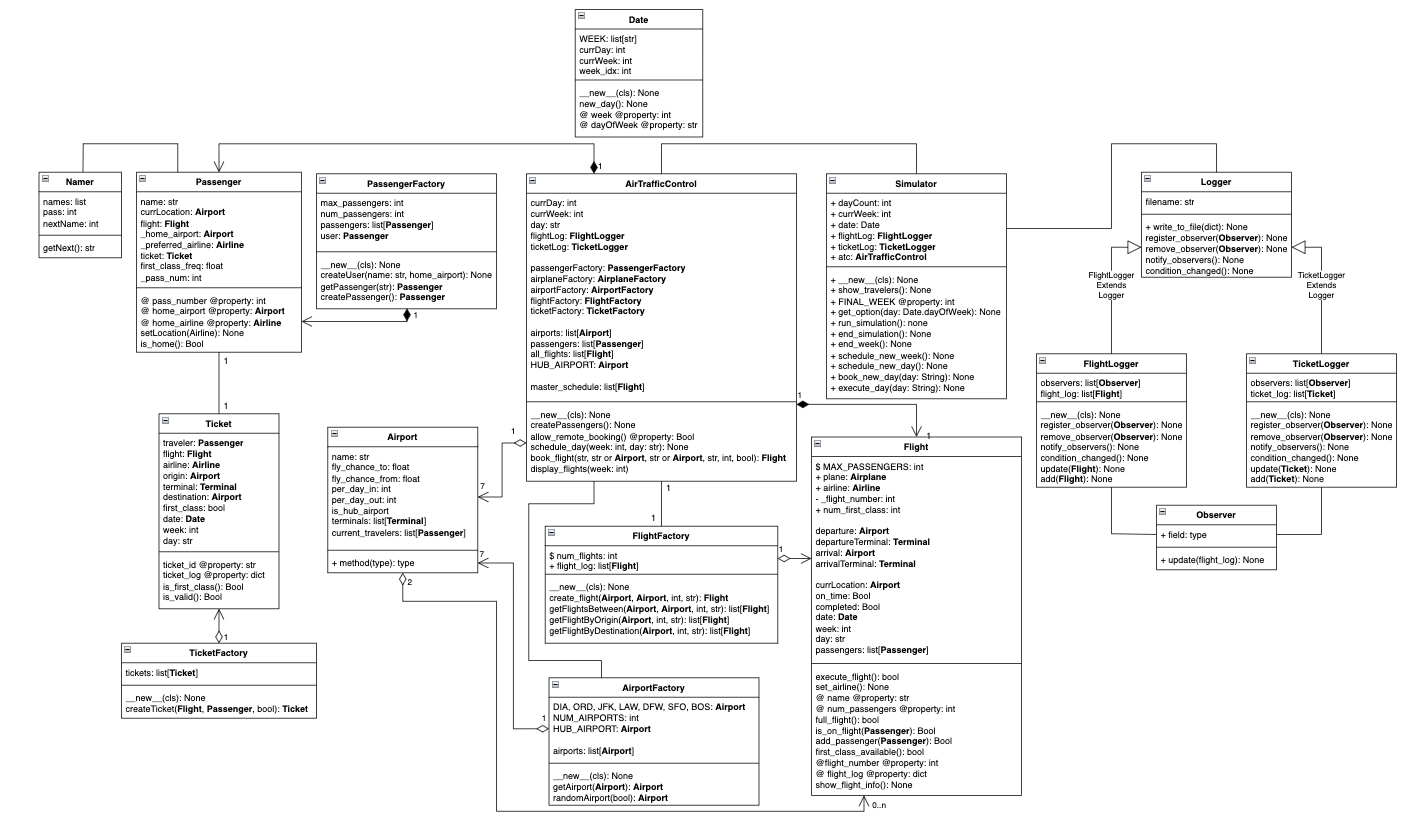 Date
WEEK: list[str]
currDay: int
currWeek: int
week_idx: int
__new__(cls): None
new_day(): None
@ week @property: int
@ dayOfWeek @property: str
Namer
names: list
pass: int
nextName: int
getNext(): str
Passenger
name: str
currLocation: Airport
flight: Flight
_home_airport: Airport
_preferred_airline: Airline
ticket: Ticket
first_class_freq: float
_pass_num: int
@ pass_number @property: int
@ home_airport @property: Airport
@ home_airline @property: Airline
setLocation(Airline): None
is_home(): Bool
PassengerFactory
max_passengers: int
num_passengers: int
passengers: list[Passenger]
user: Passenger
__new__(cls): None
createUser(name: str, home_airport): None
getPassenger(str): Passenger
createPassenger(): Passenger
1
1
AirTrafficControl
currDay: int
currWeek: int
day: str
flightLog: FlightLogger
ticketLog: TicketLogger
passengerFactory: PassengerFactory
airplaneFactory: AirplaneFactory
airportFactory: AirportFactory
flightFactory: FlightFactory
ticketFactory: TicketFactory
airports: list[Airport]
passengers: list[Passenger]
all_flights: list[Flight]
HUB_AIRPORT: Airport
master_schedule: list[Flight]
__new__(cls): None
createPassengers(): None
allow_remote_booking() @property: Bool
schedule_day(week: int, day: str): None
book_flight(str, str or Airport, str or Airport, str, int, bool): Flight
display_flights(week: int)
Simulator
+ dayCount: int
+ currWeek: int
+ date: Date
+ flightLog: FlightLogger
+ ticketLog: TicketLogger
+ atc: AirTrafficControl
+ __new__(cls): None
+ show_travelers(): None
+ FINAL_WEEK @property: int
+ get_option(day: Date.dayOfWeek): None
+ run_simulation(): none
+ end_simulation(): None
+ end_week(): None
+ schedule_new_week(): None
+ schedule_new_day(): None
+ book_new_day(day: String): None
+ execute_day(day: String): None
Logger
filename: str
+ write_to_file(dict): None
register_observer(Observer): None
remove_observer(Observer): None
notify_observers(): None
condition_changed(): None
FlightLogger
Extends
Logger
TicketLogger
Extends
Logger
FlightLogger
observers: list[Observer]
flight_log: list[Flight]
__new__(cls): None
register_observer(Observer): None
remove_observer(Observer): None
notify_observers(): None
condition_changed(): None
update(Flight): None
add(Flight): None
TicketLogger
observers: list[Observer]
ticket_log: list[Ticket]
__new__(cls): None
register_observer(Observer): None
remove_observer(Observer): None
notify_observers(): None
condition_changed(): None
update(Ticket): None
add(Ticket): None
Observer
+ field: type
+ update(flight_log): None
1
1
Ticket
traveler: Passenger
flight: Flight
airline: Airline
origin: Airport
terminal: Terminal
destination: Airport
first_class: bool
date: Date
week: int
day: str
ticket_id @property: str
ticket_log @property: dict
is_first_class(): Bool
is_valid(): Bool
1
TicketFactory
tickets: list[Ticket]
__new__(cls): None
createTicket(Flight, Passenger, bool): Ticket
Airport
name: str
fly_chance_to: float
fly_chance_from: float
per_day_in: int
per_day_out: int
is_hub_airport
terminals: list[Terminal]
current_travelers: list[Passenger]
+ method(type): type
1
7
7
2
1
1
FlightFactory
$ num_flights: int
+ flight_log: list[Flight]
__new__(cls): None
create_flight(Airport, Airport, int, str): Flight
getFlightsBetween(Airport, Airport, int, str): list[Flight]
getFlightByOrigin(Airport, int, str): list[Flight]
getFlightByDestination(Airport, int, str): list[Flight]
1
1
1
Flight
$ MAX_PASSENGERS: int
+ plane: Airplane
+ airline: Airline
- _flight_number: int
+ num_first_class: int
departure: Airport
departureTerminal: Terminal
arrival: Airport
arrivalTerminal: Terminal
currLocation: Airport
on_time: Bool
completed: Bool
date: Date
week: int
day: str
passengers: list[Passenger]
execute_flight(): bool
set_airline(): None
@ name @property: str
@ num_passengers @property: int
full_flight(): bool
is_on_flight(Passenger): Bool
add_passenger(Passenger): Bool
first_class_available(): bool
@flight_number @property: int
@ flight_log @property: dict
show_flight_info(): None
0..n
1
AirportFactory
DIA, ORD, JFK, LAW, DFW, SFO, BOS: Airport
NUM_AIRPORTS: int
HUB_AIRPORT: Airport
airports: list[Airport]
__new__(cls): None
getAirport(Airport): Airport
randomAirport(bool): Airport